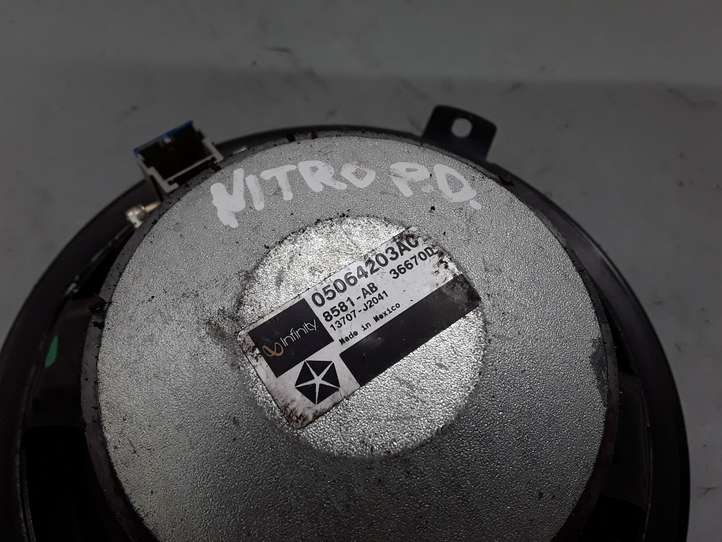 NITRO P.D.
05064203AC
8581-AB 36670D
13707-J2041
Made in Mexico
Infinity